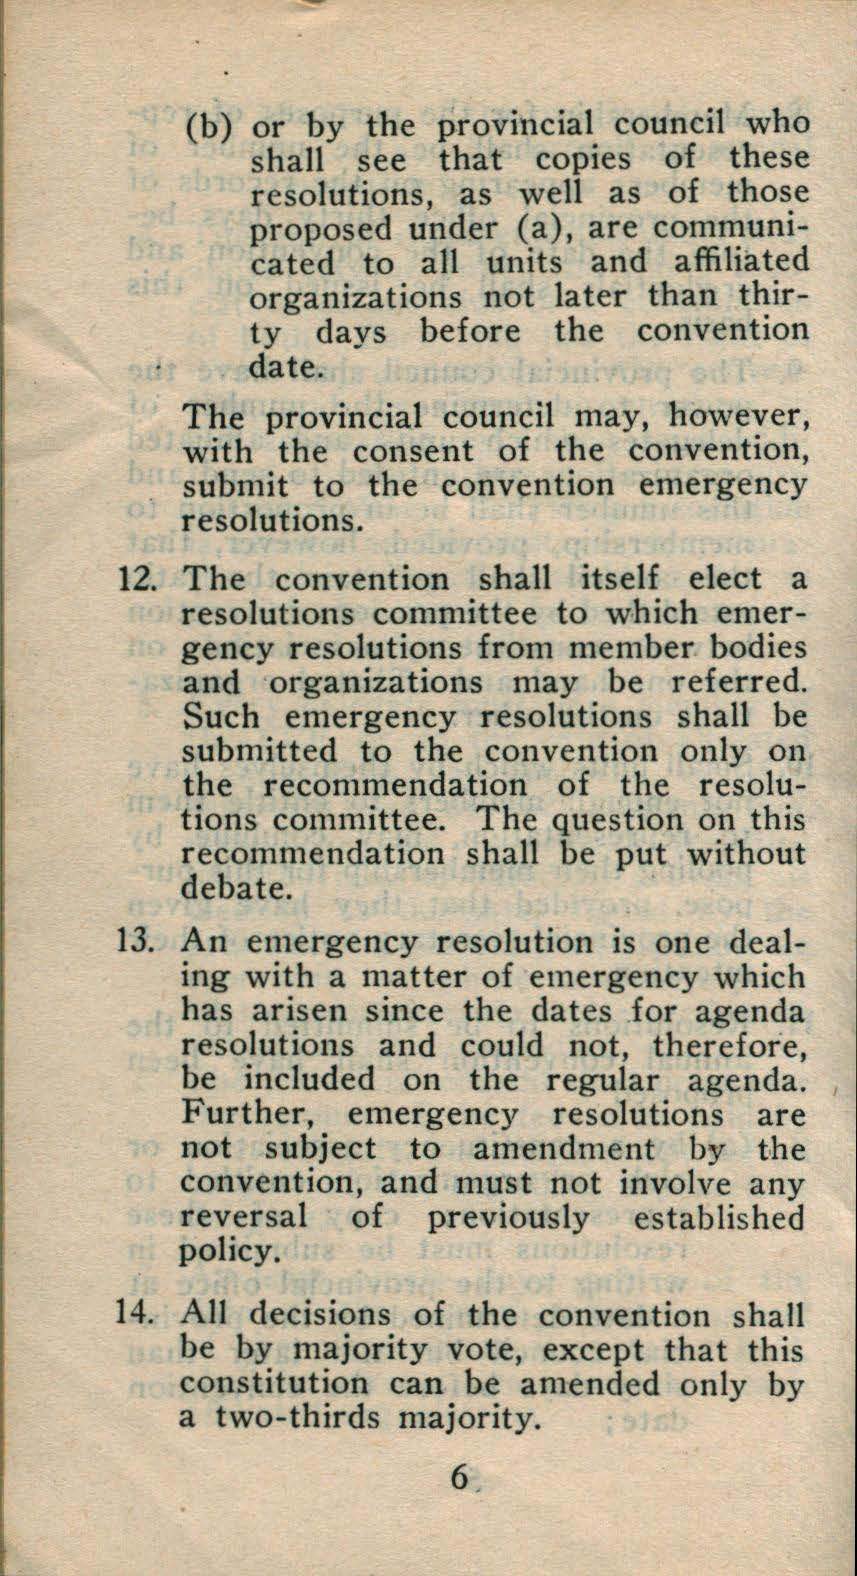 (b) or by the provincial council who
shall see that copies of these
resolutions, as well as of those
proposed under (a), are communi-
cated to all units and affiliated
organizations not later than thir-
ty days before the convention
date.
The provincial council may, however,
with the consent of the convention,
submit to the convention emergency
resolutions.
12. The convention shall itself elect a
resolutions committee to which emer-
gency resolutions from member bodies
and organizations may be referred.
Such emergency resolutions shall be
submitted to the convention only on
the recommendation of the resolu-
tions committee. The question on this
recommendation shall be put without
debate.
13. An emergency resolution is one deal-
ing with a matter of emergency which
has arisen since the dates for agenda
resolutions and could not, therefore,
be included on the regular agenda.
Further, emergency resolutions are
not subject to amendment by the
convention, and must not involve any
reversal of previously established
policy.
14. All decisions of the convention shall
be by majority vote, except that this
constitution can be amended only by
a two-thirds majority.
6